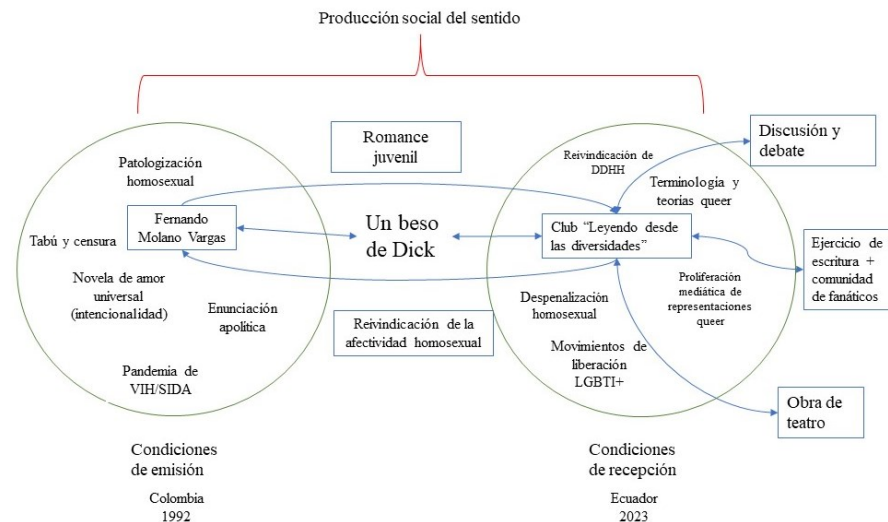 Producción social del sentido
Patologización
homosexual
Fernando
Molano Vargas
Tabú y censura
Novela de amor
universal
(intencionalidad)
Enunciación
apolítica
Pandemia de
VIH/SIDA
Condiciones
de emisión
Colombia
1992
Romance
juvenil
Un beso
de Dick
Reivindicación de la
afectividad homosexual
Reivindicación de
DDHH
Terminología y
teorías queer
Club “Leyendo desde
las diversidades”
Despenalización
homosexual
Proliferación
mediática de
representaciones
queer
Movimientos de
liberación
LGBTI+
Condiciones
de recepción
Ecuador
2023
Discusión y
debate
Ejercicio de
escritura +
comunidad
de fanáticos
Obra de
teatro